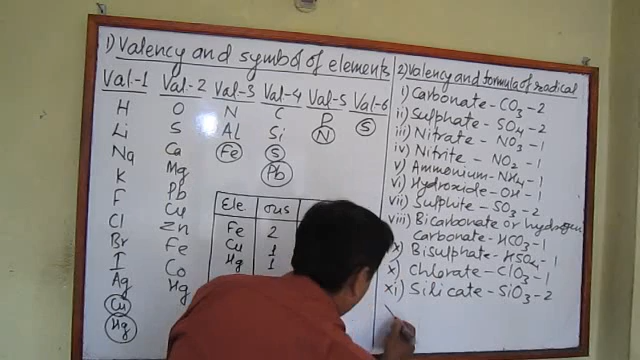 1) Valency and symbol of elements
Val-1 Val-2 Val-3 Val-4 Val-5 Val-6
H O N C P S
Li S Al Si N
Na Ca Fe S
K Mg Pb
F Pb
Cl Cu
Br Zn
I Fe
Ag Co
Cu Hg
Hg
Ele. ous
Fe 2
Cu 1
Hg 1
2) Valency and formula of radical
i) Carbonate - CO3 - 2
ii) Sulphate - SO4 - 2
iii) Nitrate - NO3 - 1
iv) Nitrite - NO2 - 1
v) Ammonium - NH4 - 1
vi) Hydroxide - OH - 1
vii) Sulphite - SO3 - 2
viii) Bicarbonate or hydrogen
Carbonate - HCO3 - 1
x) Bisulphate - HSO4 - 1
x) Chlorate - ClO3 - 1
xi) Silicate - SiO3 - 2